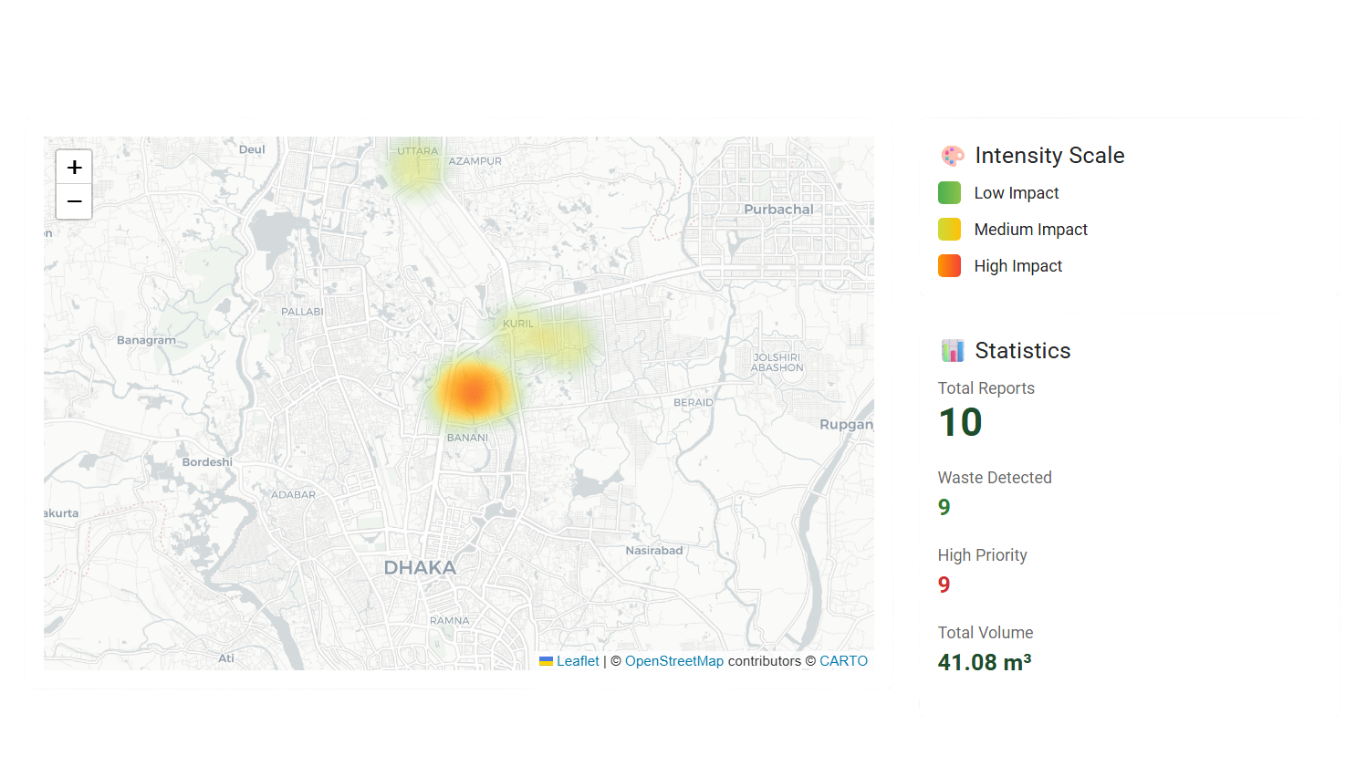 +
−
Deul
UTTARA
AZAMPUR
Purbachal
n
PALLABI
KURIL
Banagram
JOLSHIRI
ABASHON
BERAID
Rupgan
BANANI
Bordeshi
ADABAR
akurta
Nasirabad
DHAKA
RAMNA
Ati
Leaflet | © OpenStreetMap contributors © CARTO
🎨 Intensity Scale
Low Impact
Medium Impact
High Impact
📊 Statistics
Total Reports
10
Waste Detected
9
High Priority
9
Total Volume
41.08 m³